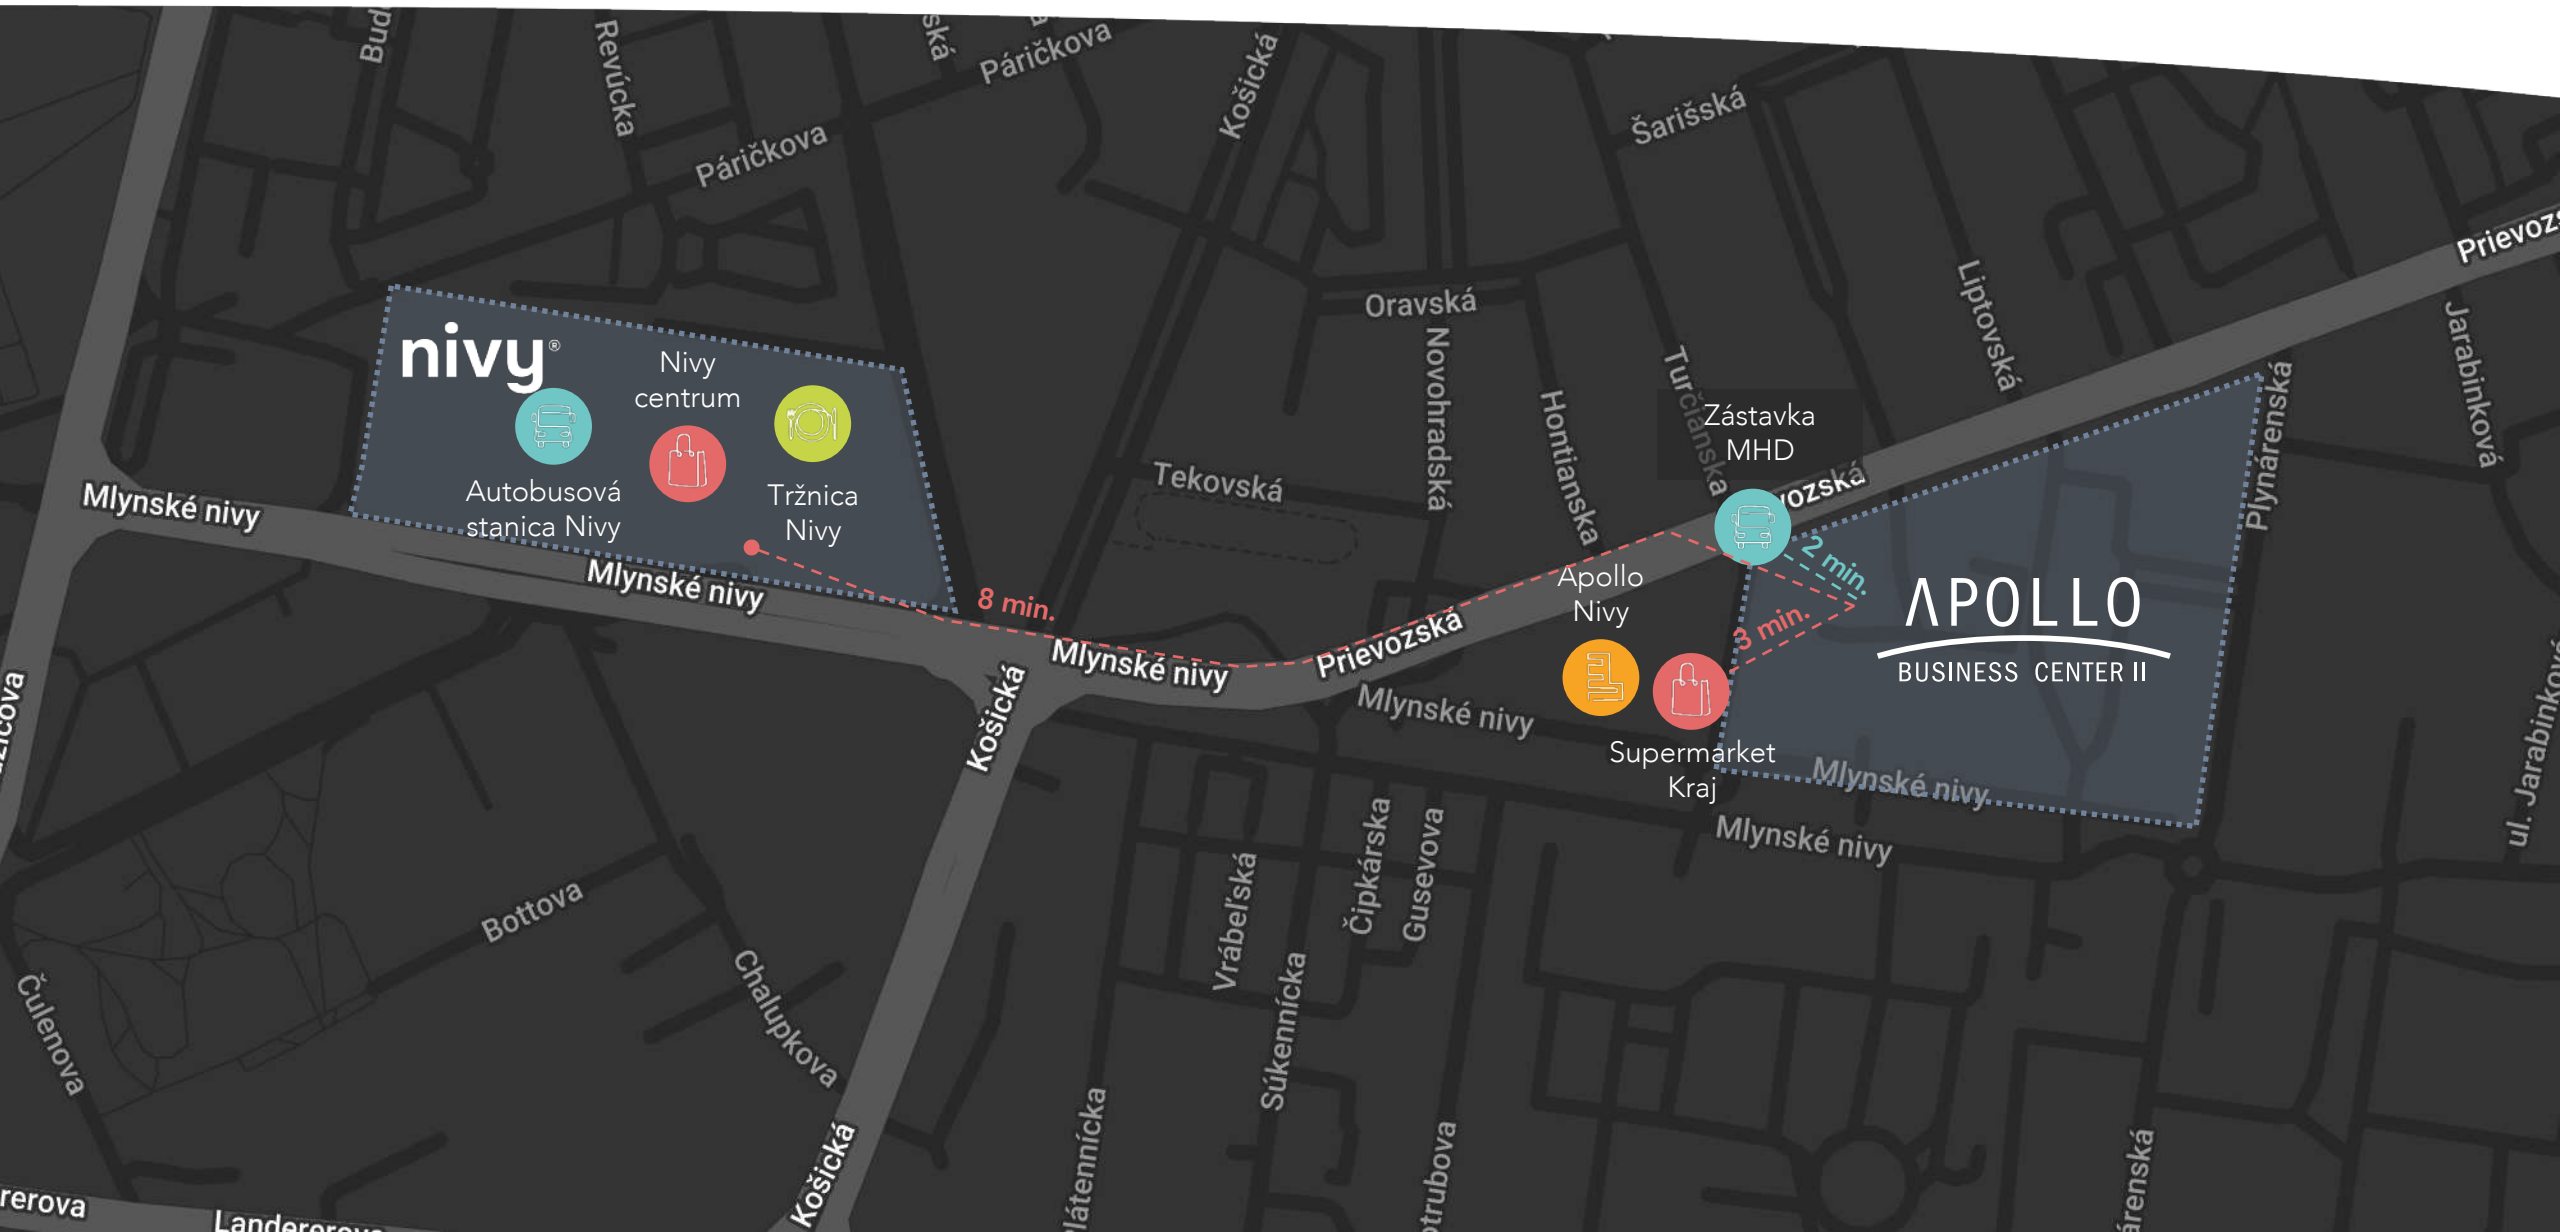 Revúcka
Páričkova
Košická
Šarišská
Páričkova
Liptovská
Oravská
Jarabinková
nivy®
Nivy
centrum
Novohradská
Turčianska
Hontianska
Plynárenská
Zástavka
MHD
Autobusová
stanica Nivy
Tržnica
Nivy
Tekovská
Mlynské nivy
Mlynské nivy
8 min.
2 min.
Apollo
Nivy
3 min.
APOLLO
BUSINESS CENTER II
Mlynské nivy
Prievozská
Mlynské nivy
Košická
Supermarket
Kraj
Mlynské nivy
Mlynské nivy
ul. Jarabinková
Čipkárska
Gusevova
Vrábeľská
Bottova
Chalupkova
Súkennícka
Čulenova
Košická